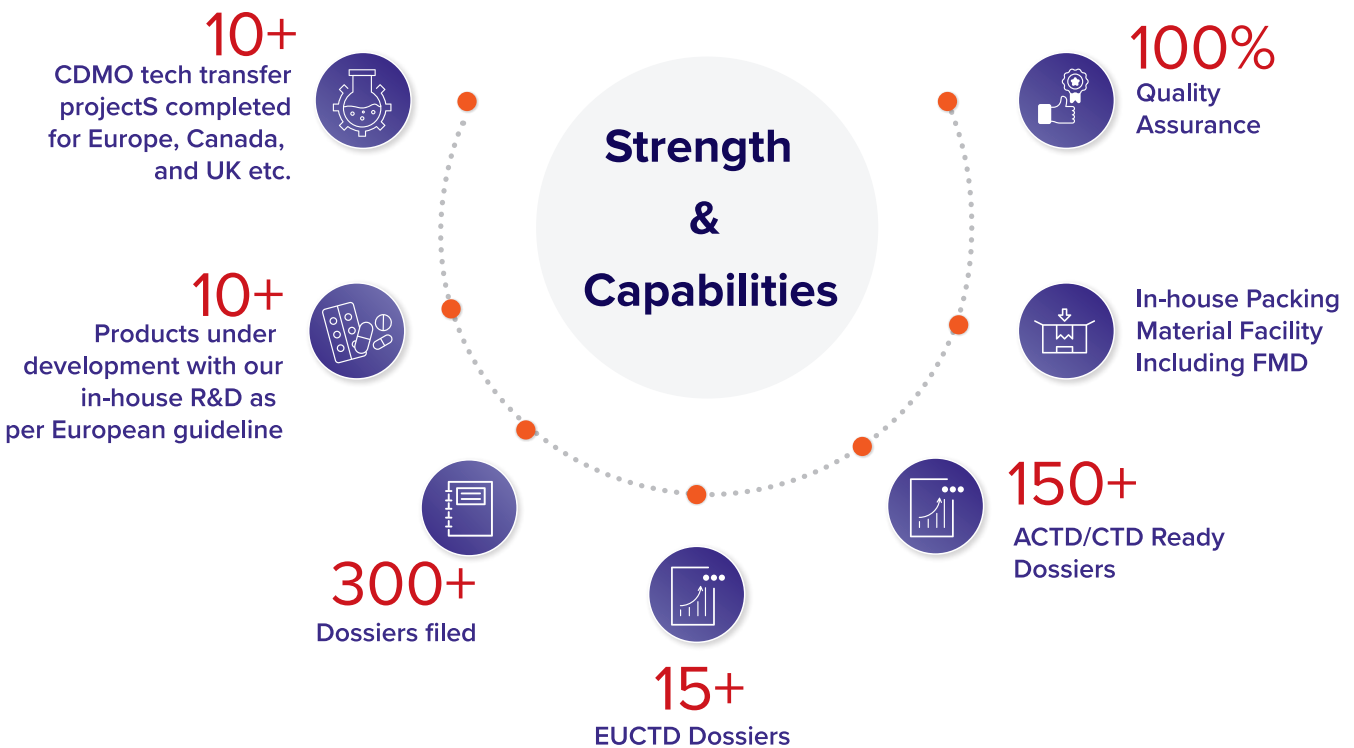 Strength
&
Capabilities
10+
CDMO tech transfer
projectS completed
for Europe, Canada,
and UK etc.
10+
Products under
development with our
in-house R&D as
per European guideline
300+
Dossiers filed
15+
EUCTD Dossiers
150+
ACTD/CTD Ready
Dossiers
In-house Packing
Material Facility
Including FMD
100%
Quality
Assurance